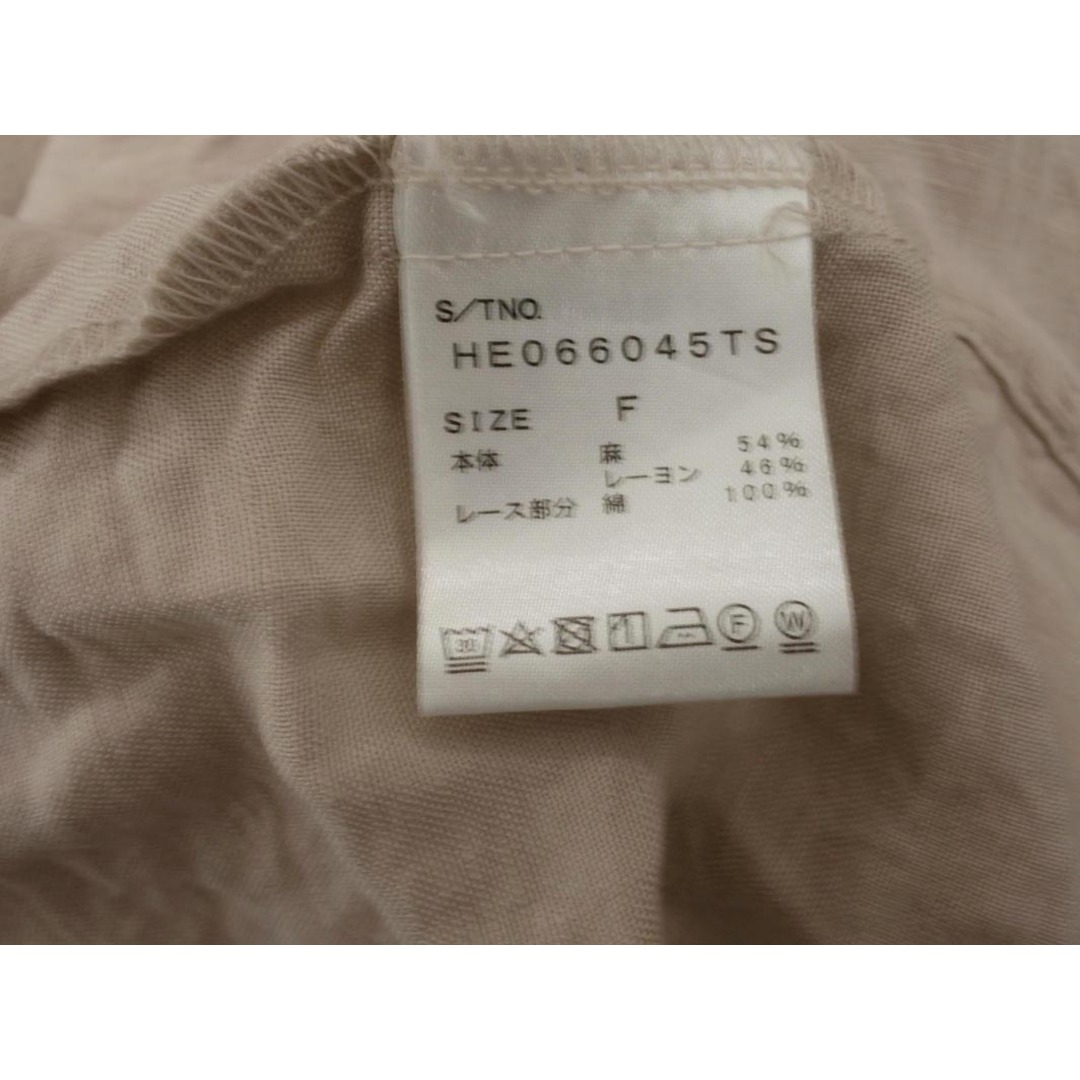 S/TNO.
HE066045TS
SIZE F
本体 麻 54%
レーヨン 46%
レース部分 綿 100%
30
F W